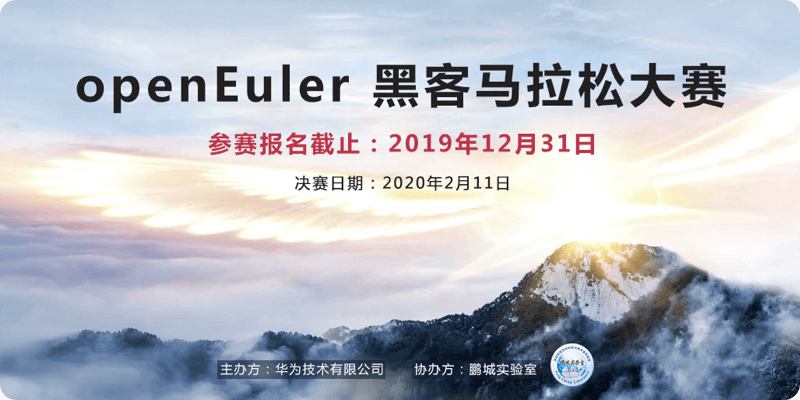 openEuler 黑客马拉松大赛
参赛报名截止：2019年12月31日
决赛日期：2020年2月11日
主办方：华为技术有限公司 协办方：鹏城实验室